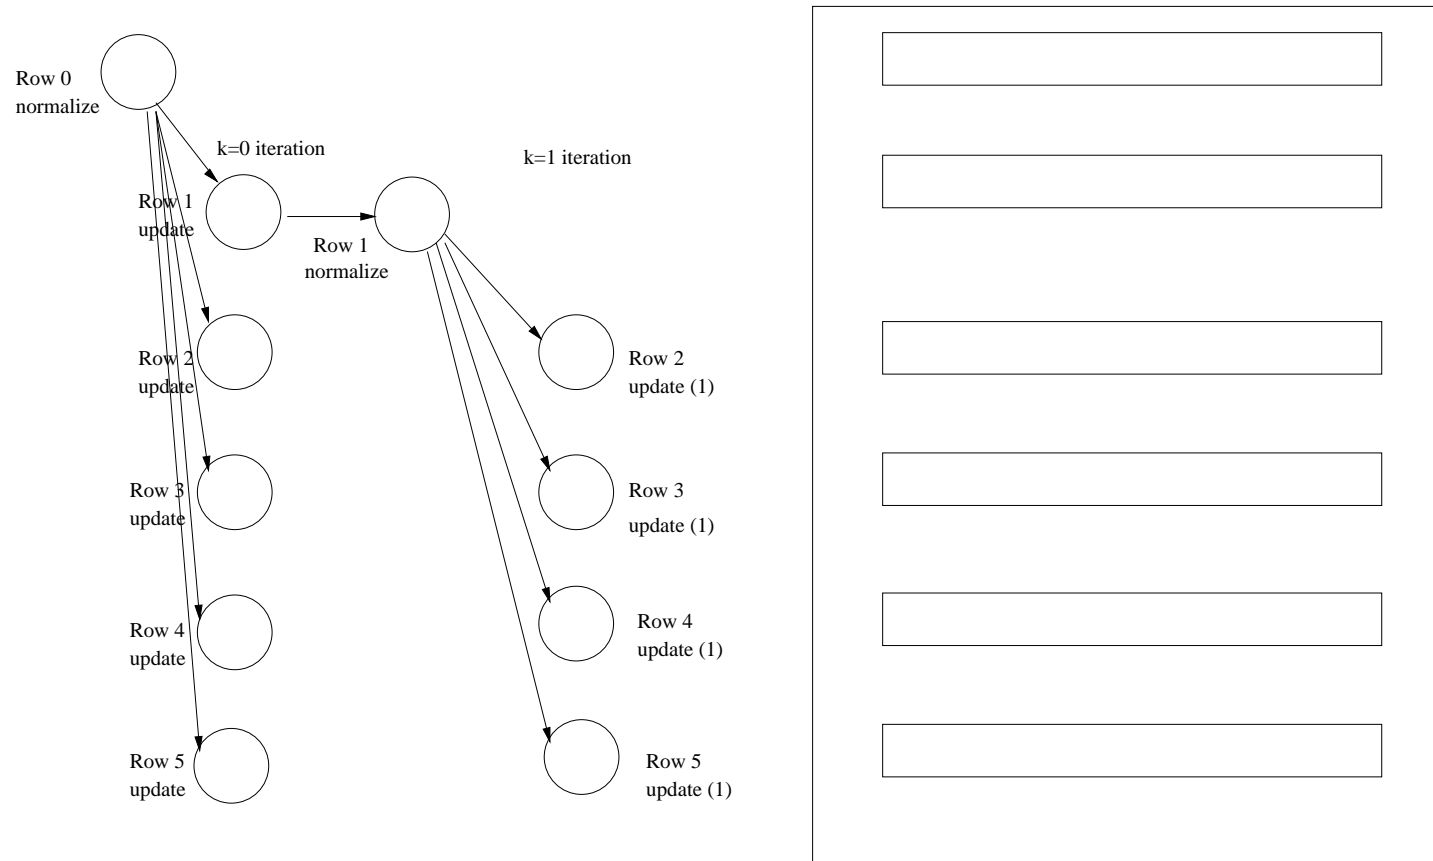 Row 0
normalize
k=0 iteration
k=1 iteration
Row 1
update
Row 1
normalize
Row 2
update
Row 2
update (1)
Row 3
update
Row 3
update (1)
Row 4
update
Row 4
update (1)
Row 5
update
Row 5
update (1)